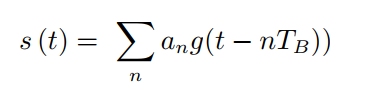 s (t) = ∑ₙ aₙg(t − nT_B))